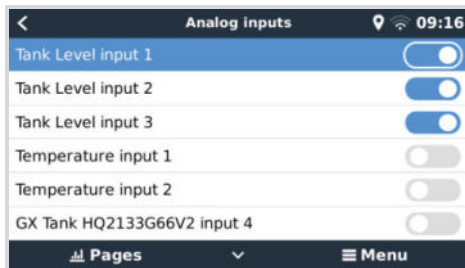 Analog inputs 09:16
Tank Level input 1
Tank Level input 2
Tank Level input 3
Temperature input 1
Temperature input 2
GX Tank HQ2133G66V2 input 4
Pages Menu